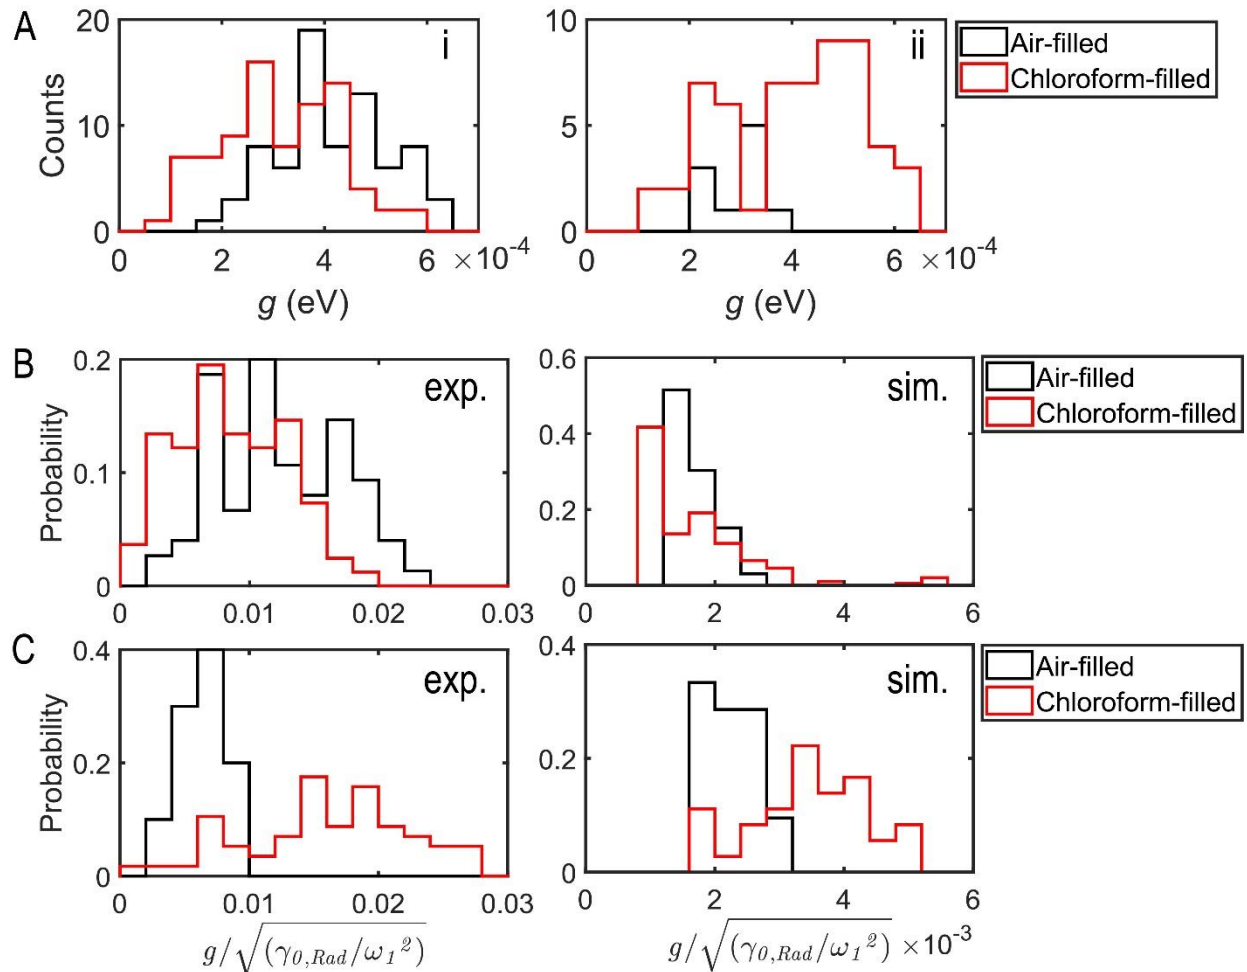 A
i
ii
Air-filled
Chloroform-filled
Counts
20
10
0
10
5
0
0 2 4 6 ×10⁻⁴
0 2 4 6 ×10⁻⁴
g (eV)
g (eV)
B
exp.
sim.
Air-filled
Chloroform-filled
Probability
0.2
0.1
0
0.6
0.4
0.2
0
0 0.01 0.02 0.03
0 2 4 6
C
exp.
sim.
Air-filled
Chloroform-filled
Probability
0.4
0.2
0
0.4
0.2
0
0 0.01 0.02 0.03
0 2 4 6
g/√(γ0,Rad/ω1²)
g/√(γ0,Rad/ω1²) ×10⁻³